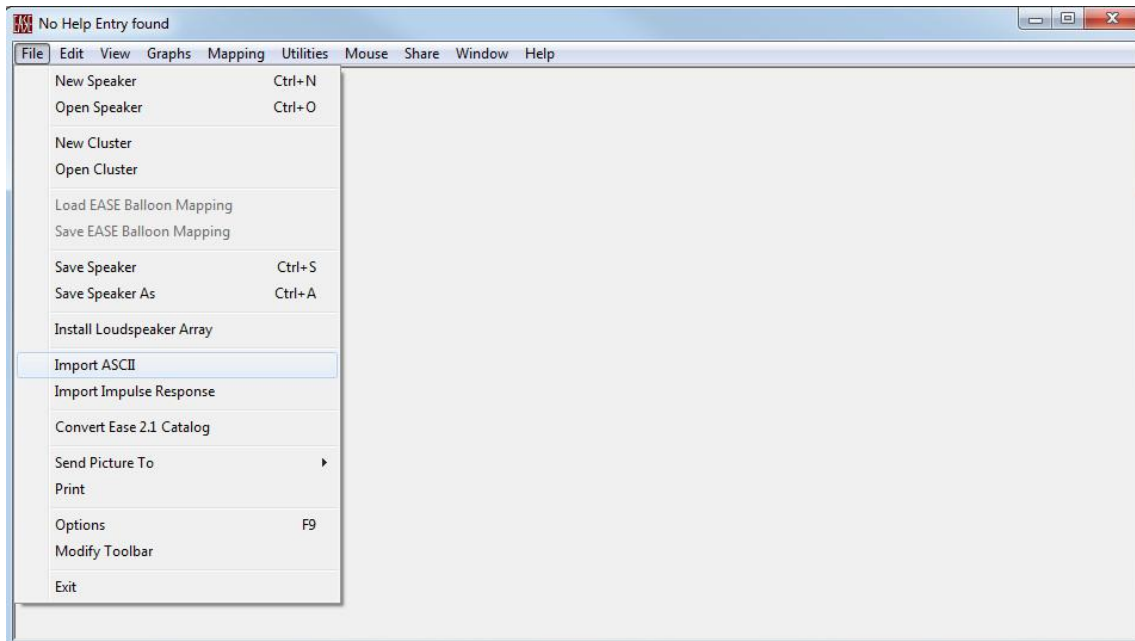 No Help Entry found
File Edit View Graphs Mapping Utilities Mouse Share Window Help
New Speaker Ctrl+N
Open Speaker Ctrl+O
New Cluster
Open Cluster
Load EASE Balloon Mapping
Save EASE Balloon Mapping
Save Speaker Ctrl+S
Save Speaker As Ctrl+A
Install Loudspeaker Array
Import ASCII
Import Impulse Response
Convert Ease 2.1 Catalog
Send Picture To
Print
Options F9
Modify Toolbar
Exit